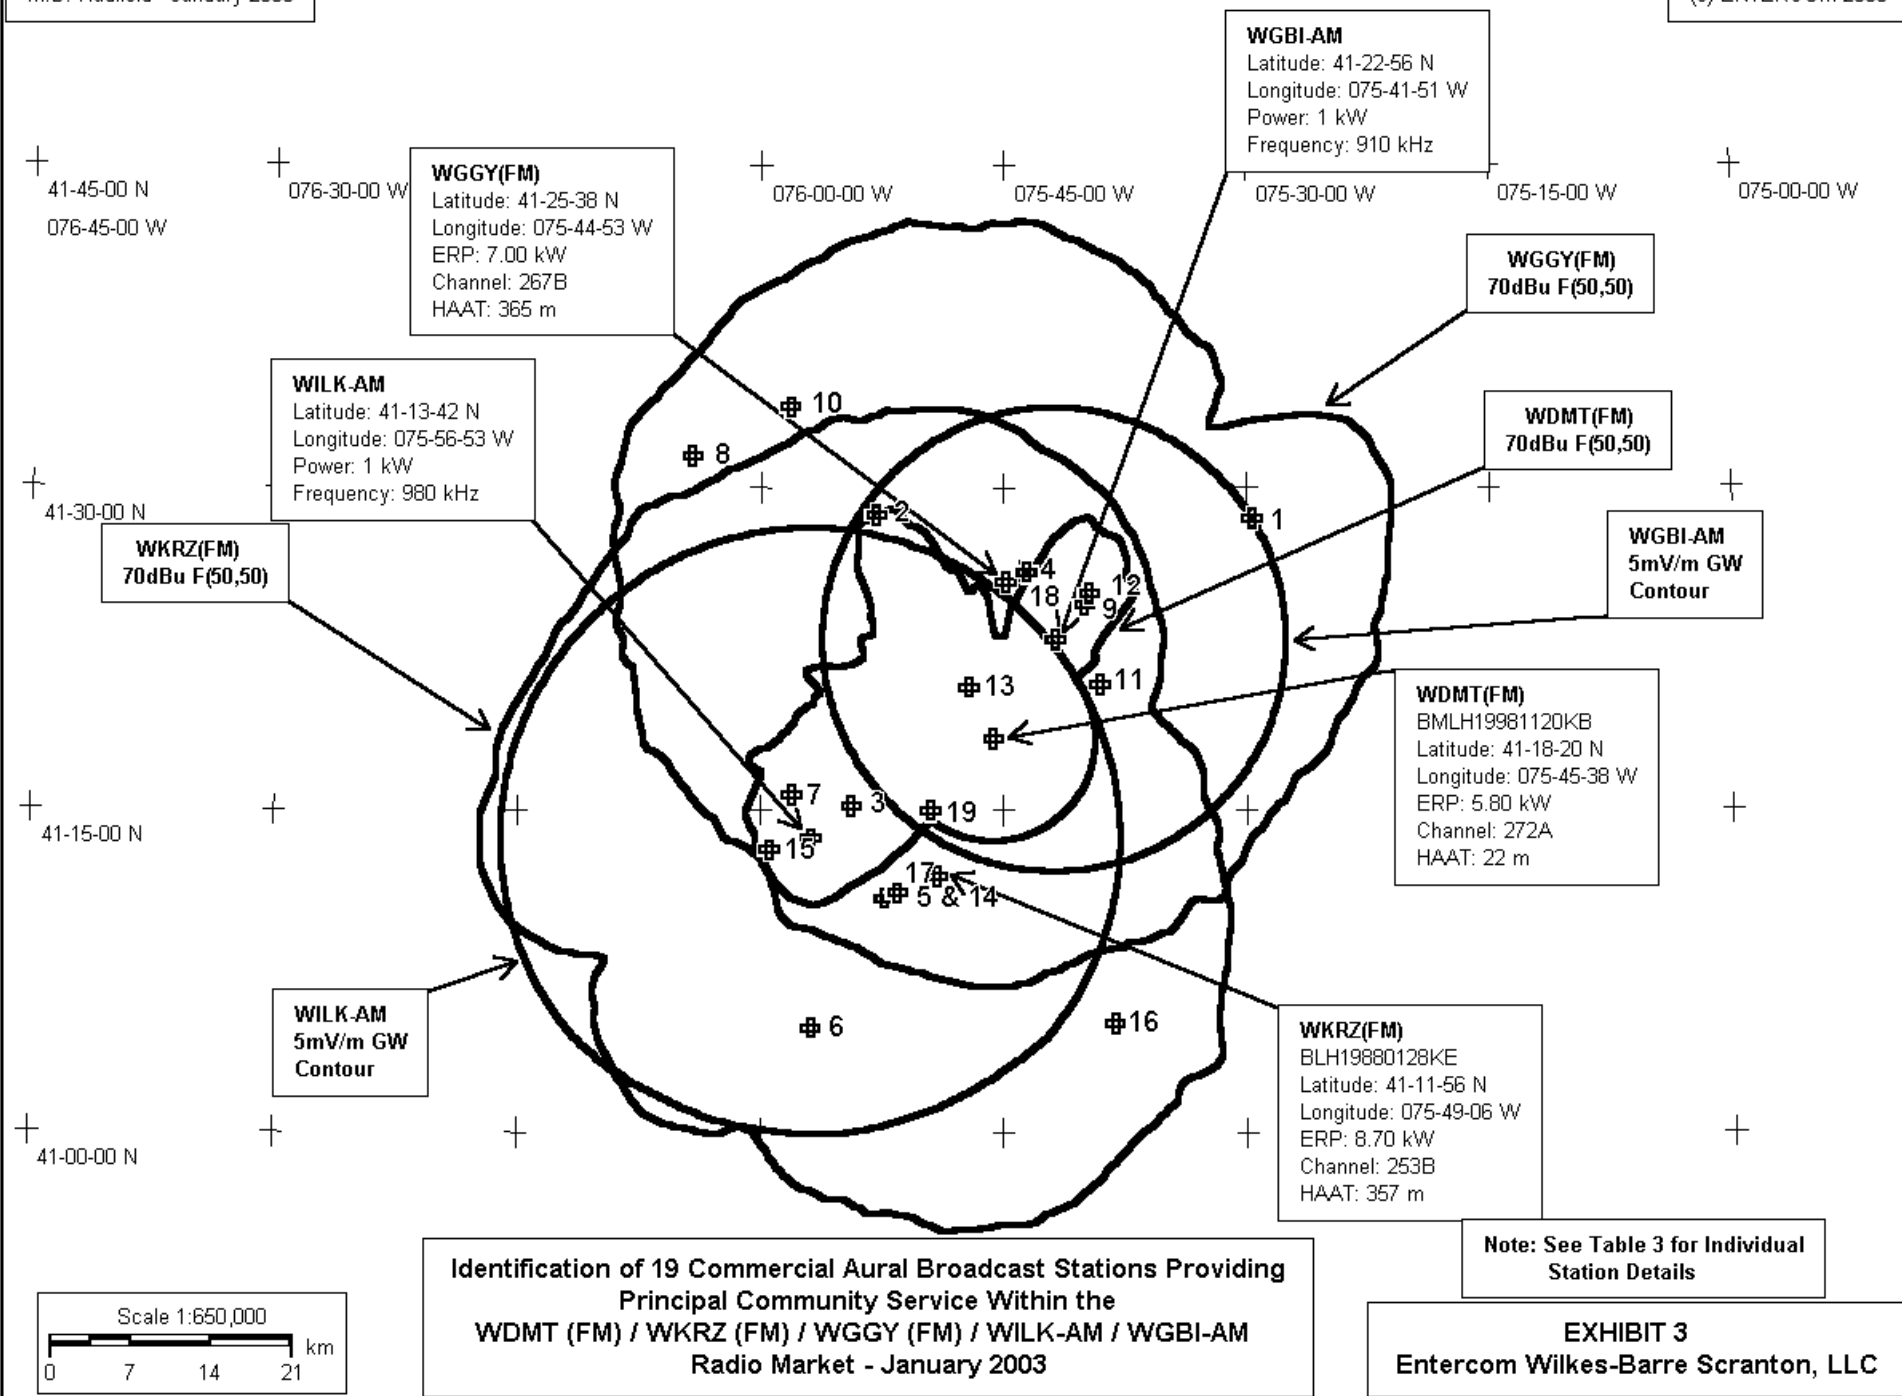 WGBI-AM
Latitude: 41-22-56 N
Longitude: 075-41-51 W
Power: 1 kW
Frequency: 910 kHz
41-45-00 N
076-45-00 W
076-30-00 W
WGGY(FM)
Latitude: 41-25-38 N
Longitude: 075-44-53 W
ERP: 7.00 kW
Channel: 267B
HAAT: 365 m
076-00-00 W
075-45-00 W
075-30-00 W
075-15-00 W
075-00-00 W
WGGY(FM)
70dBu F(50,50)
WILK-AM
Latitude: 41-13-42 N
Longitude: 075-56-53 W
Power: 1 kW
Frequency: 980 kHz
10
8
WDMT(FM)
70dBu F(50,50)
41-30-00 N
2
1
WKRZ(FM)
70dBu F(50,50)
WGBI-AM
5mV/m GW
Contour
4
18
12
9
13
11
WDMT(FM)
BMLH19981120KB
Latitude: 41-18-20 N
Longitude: 075-45-38 W
ERP: 5.80 kW
Channel: 272A
HAAT: 22 m
7
3
19
41-15-00 N
15
17
5 & 14
WILK-AM
5mV/m GW
Contour
6
16
WKRZ(FM)
BLH19880128KE
Latitude: 41-11-56 N
Longitude: 075-49-06 W
ERP: 8.70 kW
Channel: 253B
HAAT: 357 m
41-00-00 N
Note: See Table 3 for Individual
Station Details
Identification of 19 Commercial Aural Broadcast Stations Providing
Principal Community Service Within the
WDMT (FM) / WKRZ (FM) / WGGY (FM) / WILK-AM / WGBI-AM
Radio Market - January 2003
Scale 1:650,000
km
0 7 14 21
EXHIBIT 3
Entercom Wilkes-Barre Scranton, LLC